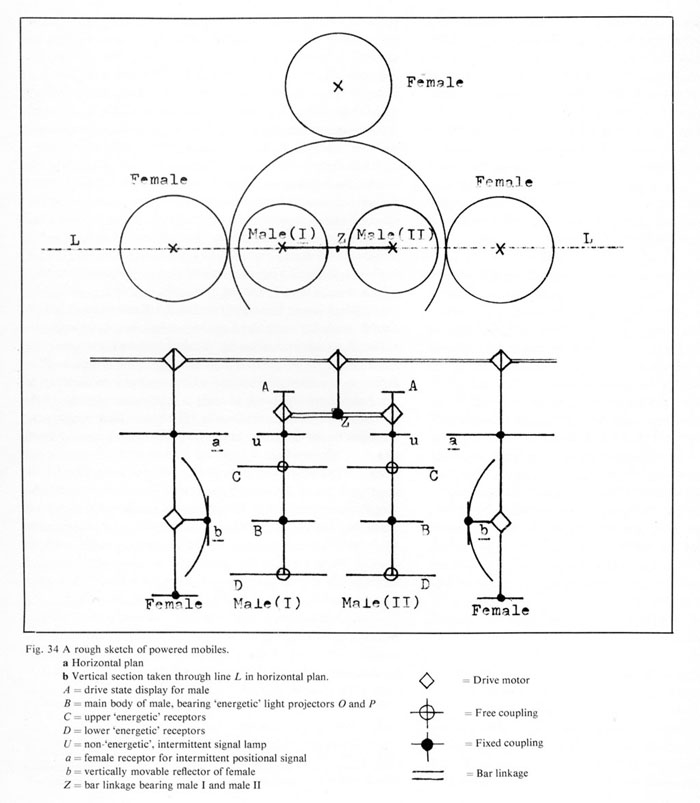 Female
Female
Female
L
Male(I)
Z
Male(II)
L
A
A
Z
a
u
u
a
C
C
b
B
B
b
D
D
Female
Male(I)
Male(II)
Female
Fig. 34 A rough sketch of powered mobiles.
a Horizontal plan
b Vertical section taken through line L in horizontal plan.
A = drive state display for male
B = main body of male, bearing 'energetic' light projectors O and P
C = upper 'energetic' receptors
D = lower 'energetic' receptors
U = non-'energetic', intermittent signal lamp
a = female receptor for intermittent positional signal
b = vertically movable reflector of female
Z = bar linkage bearing male I and male II
= Drive motor
= Free coupling
= Fixed coupling
= Bar linkage